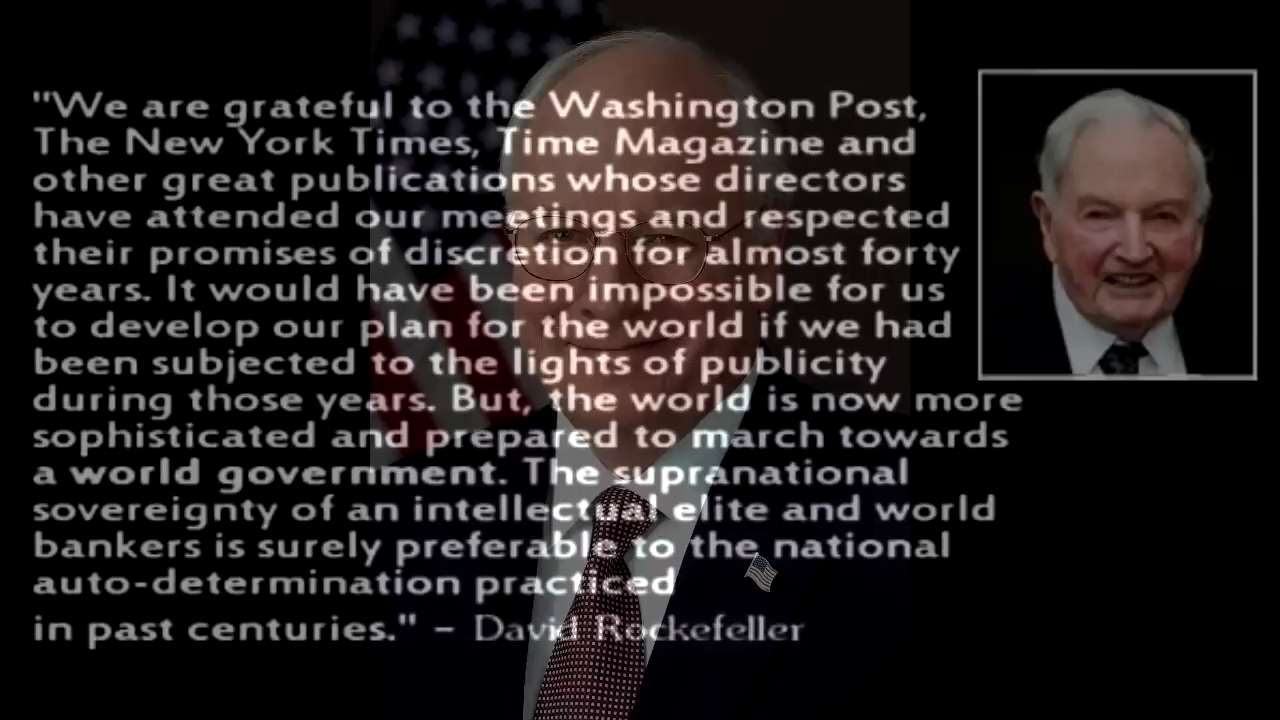 "We are grateful to the Washington Post,
The New York Times, Time Magazine and
other great publications whose directors
have attended our meetings and respected
their promises of discretion for almost forty
years. It would have been impossible for us
to develop our plan for the world if we had
been subjected to the lights of publicity
during those years. But, the world is now more
sophisticated and prepared to march towards
a world government. The supranational
sovereignty of an intellectual elite and world
bankers is surely preferable to the national
auto-determination practiced
in past centuries." – David Rockefeller